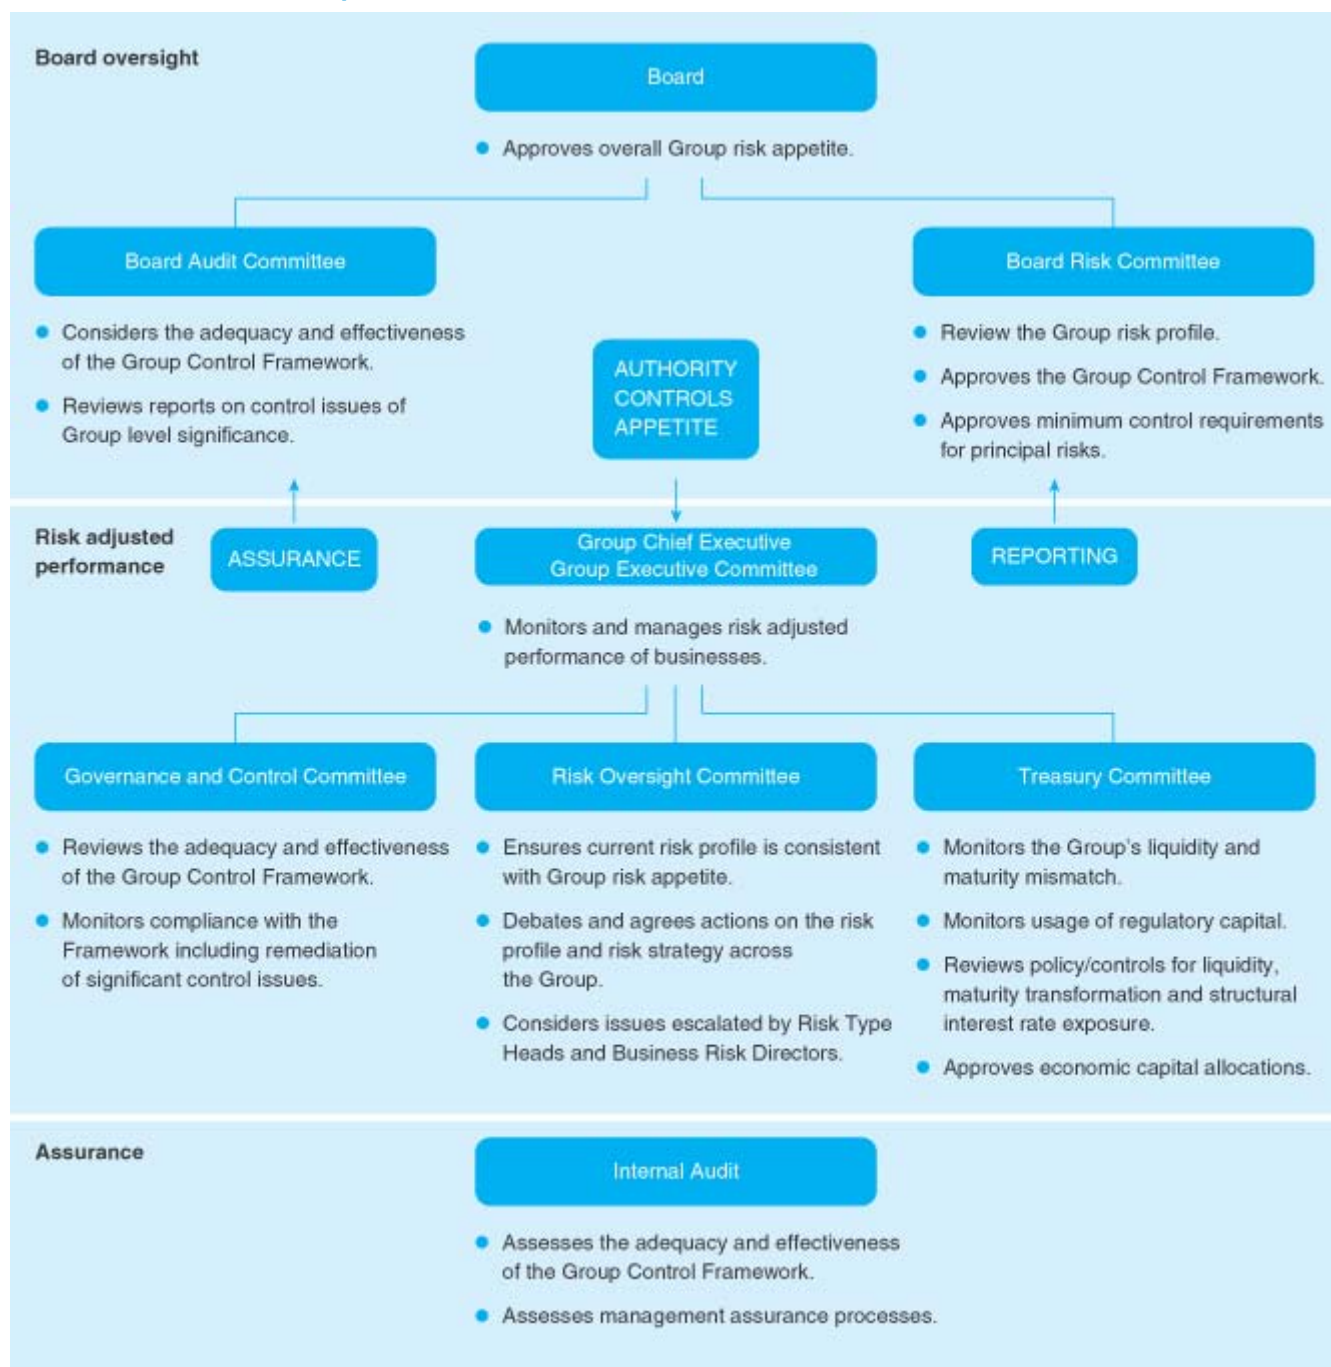 Board oversight
Board
Approves overall Group risk appetite.
Board Audit Committee
Considers the adequacy and effectiveness
of the Group Control Framework.
Reviews reports on control issues of
Group level significance.
AUTHORITY
CONTROLS
APPETITE
Board Risk Committee
Review the Group risk profile.
Approves the Group Control Framework.
Approves minimum control requirements
for principal risks.
Risk adjusted
performance
ASSURANCE
Group Chief Executive
Group Executive Committee
REPORTING
Monitors and manages risk adjusted
performance of businesses.
Governance and Control Committee
Reviews the adequacy and effectiveness
of the Group Control Framework.
Monitors compliance with the
Framework including remediation
of significant control issues.
Risk Oversight Committee
Ensures current risk profile is consistent
with Group risk appetite.
Debates and agrees actions on the risk
profile and risk strategy across
the Group.
Considers issues escalated by Risk Type
Heads and Business Risk Directors.
Treasury Committee
Monitors the Group's liquidity and
maturity mismatch.
Monitors usage of regulatory capital.
Reviews policy/controls for liquidity,
maturity transformation and structural
interest rate exposure.
Approves economic capital allocations.
Assurance
Internal Audit
Assesses the adequacy and effectiveness
of the Group Control Framework.
Assesses management assurance processes.